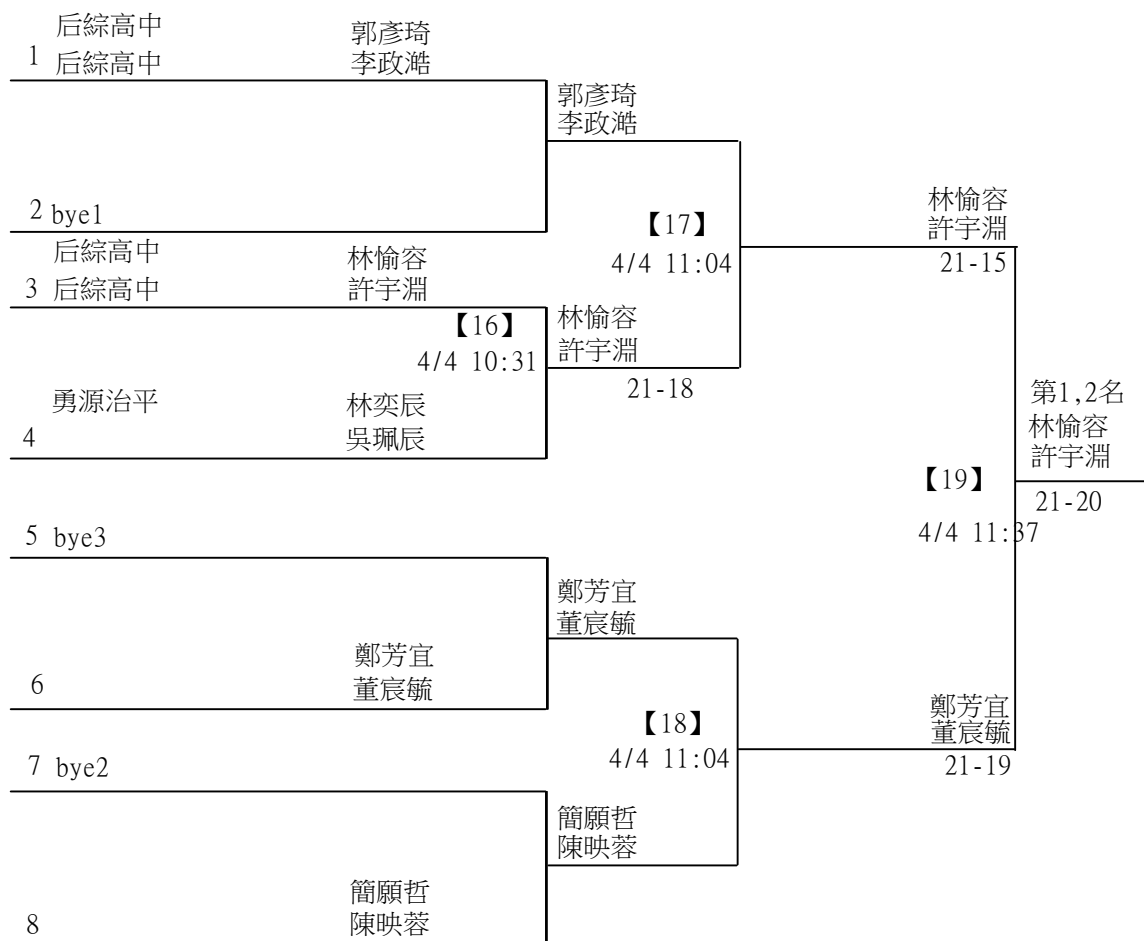 后綜高中 郭彥琦
1 后綜高中 李政澔
郭彥琦
李政澔
2 bye1
【17】
4/4 11:04
林愉容
許宇淵
21-15
后綜高中 林愉容
3 后綜高中 許宇淵
【16】
4/4 10:31
林愉容
許宇淵
21-18
勇源治平 林奕辰
4 吳珮辰
第1,2名
林愉容
許宇淵
【19】
21-20
4/4 11:37
5 bye3
鄭芳宜
董宸毓
鄭芳宜
6 董宸毓
【18】
4/4 11:04
鄭芳宜
董宸毓
21-19
7 bye2
簡願哲
陳映蓉
簡願哲
8 陳映蓉